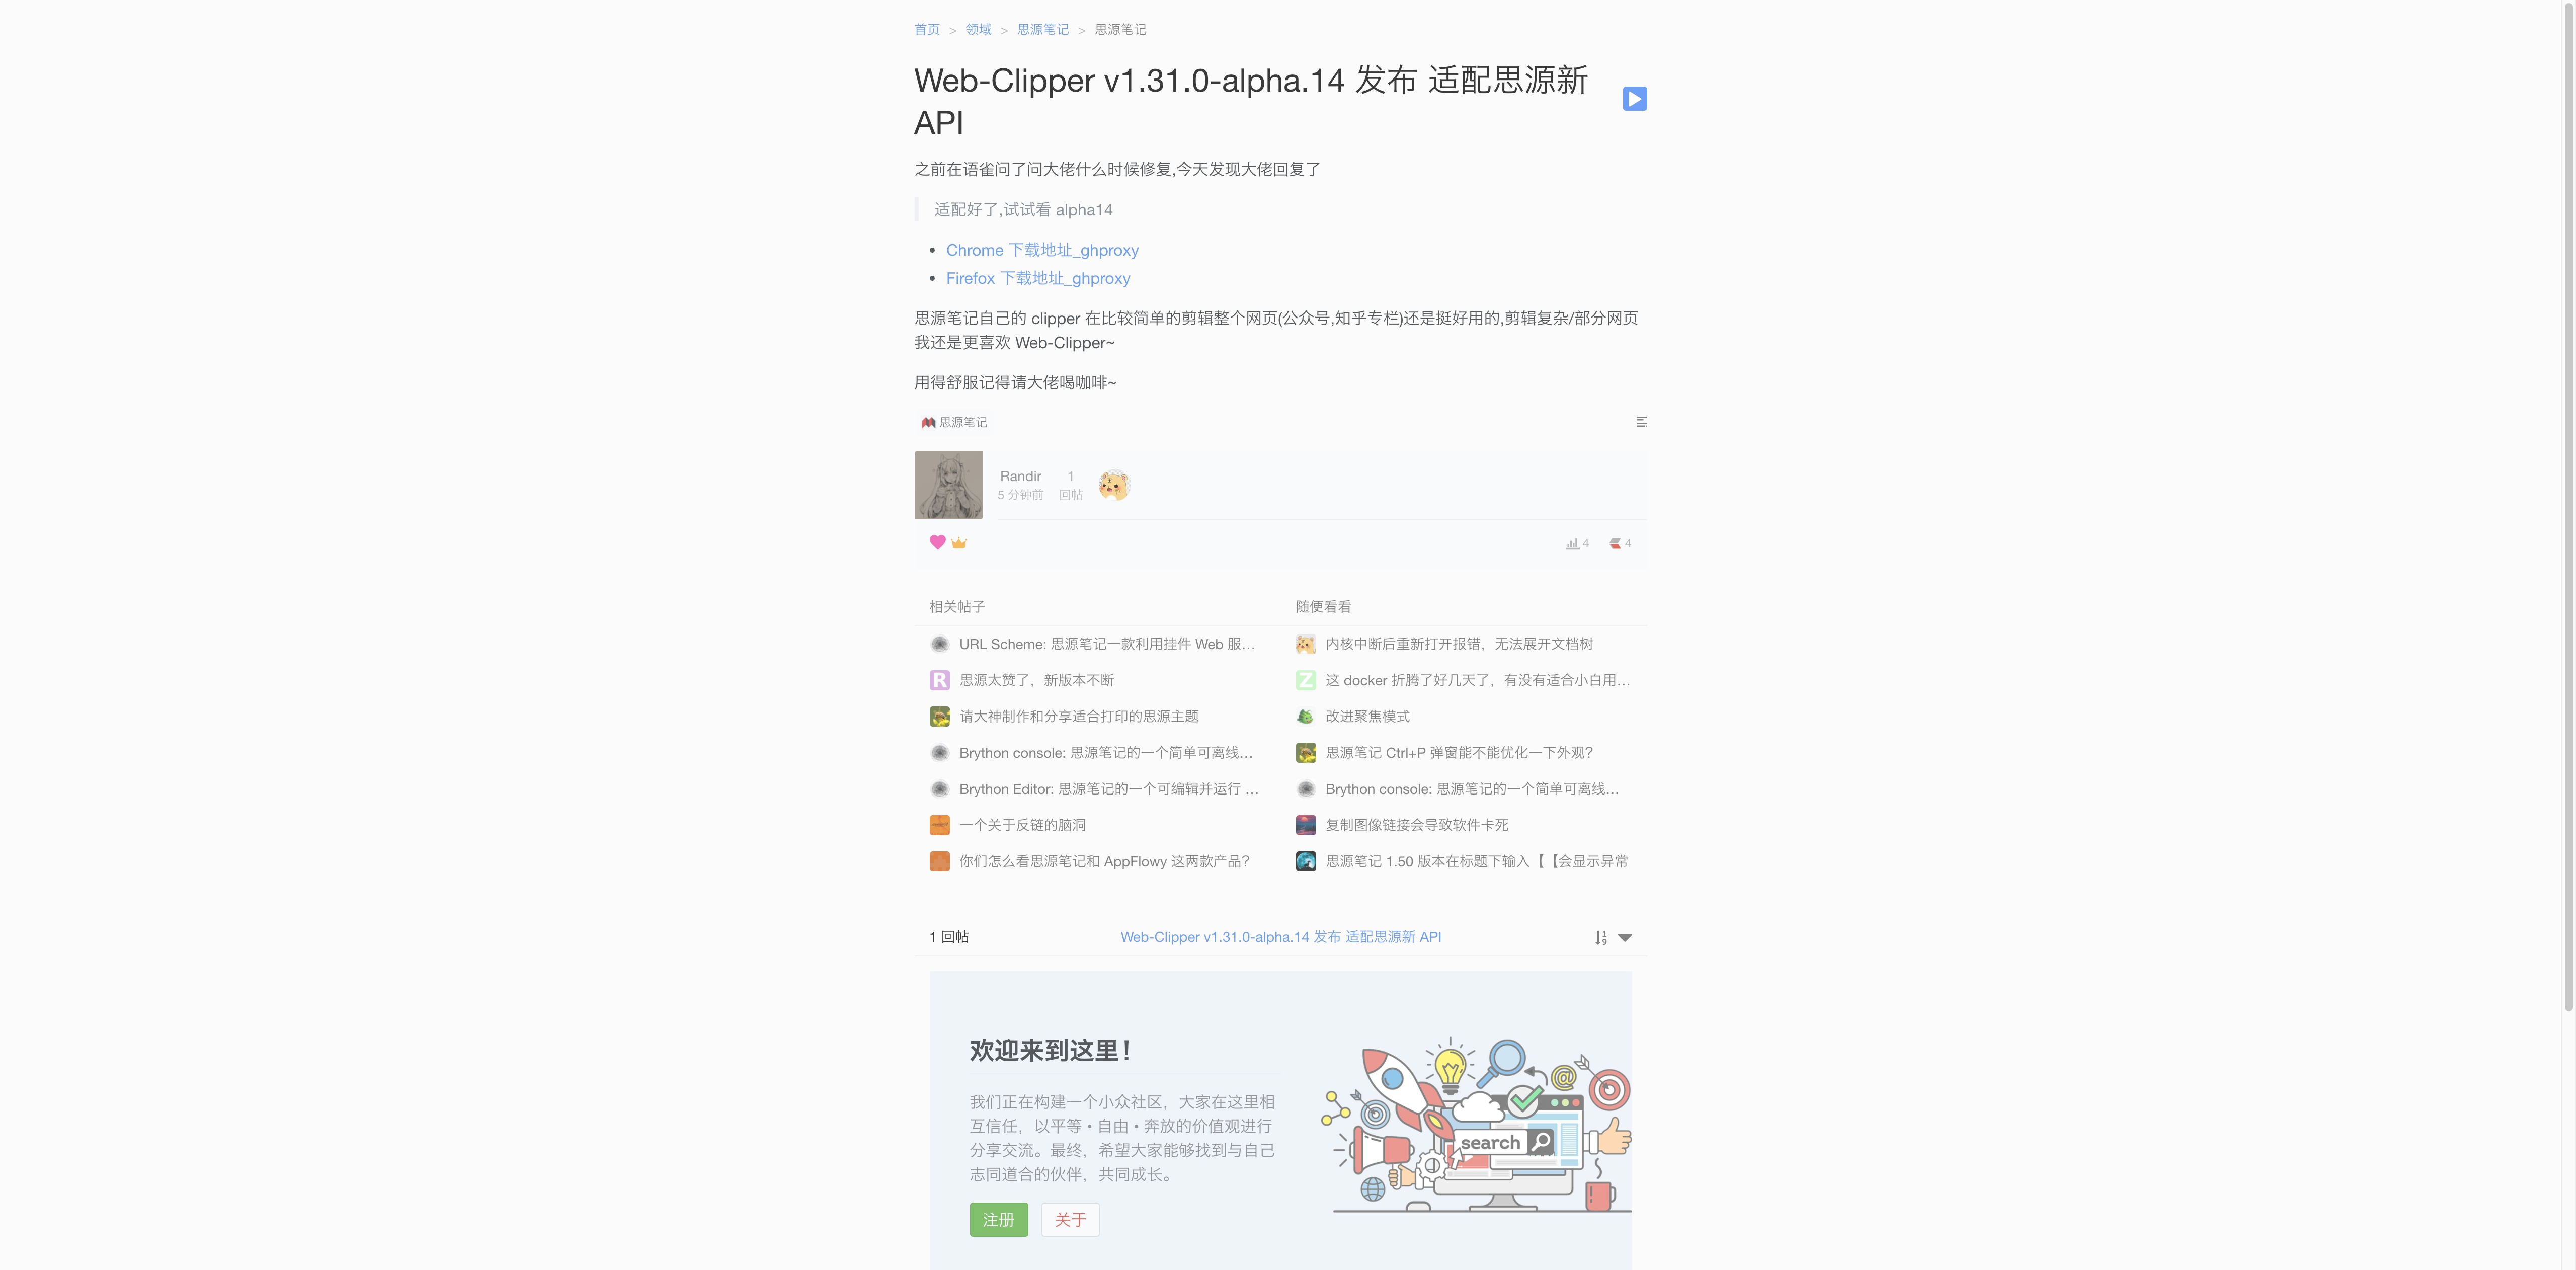 首页 > 领域 > 思源笔记 > 思源笔记
Web-Clipper v1.31.0-alpha.14 发布 适配思源新
API
之前在语雀问了问大佬什么时候修复,今天发现大佬回复了
适配好了,试试看 alpha14
Chrome 下载地址_ghproxy
Firefox 下载地址_ghproxy
思源笔记自己的 clipper 在比较简单的剪辑整个网页(公众号,知乎专栏)还是挺好用的,剪辑复杂/部分网页
我还是更喜欢 Web-Clipper~
用得舒服记得请大佬喝咖啡~
思源笔记
Randir 1
5 分钟前 回帖
4 4
相关帖子
URL Scheme: 思源笔记一款利用挂件 Web 服...
R 思源太赞了，新版本不断
请大神制作和分享适合打印的思源主题
Brython console: 思源笔记的一个简单可离线...
Brython Editor: 思源笔记的一个可编辑并运行 ...
一个关于反链的脑洞
你们怎么看思源笔记和 AppFlowy 这两款产品？
随便看看
内核中断后重新打开报错，无法展开文档树
Z 这 docker 折腾了好几天了，有没有适合小白用...
改进聚焦模式
思源笔记 Ctrl+P 弹窗能不能优化一下外观？
Brython console: 思源笔记的一个简单可离线...
复制图像链接会导致软件卡死
思源笔记 1.50 版本在标题下输入【【会显示异常
1 回帖
Web-Clipper v1.31.0-alpha.14 发布 适配思源新 API
欢迎来到这里！
我们正在构建一个小众社区，大家在这里相
互信任，以平等 • 自由 • 奔放的价值观进行
分享交流。最终，希望大家能够找到与自己
志同道合的伙伴，共同成长。
注册 关于
@
search